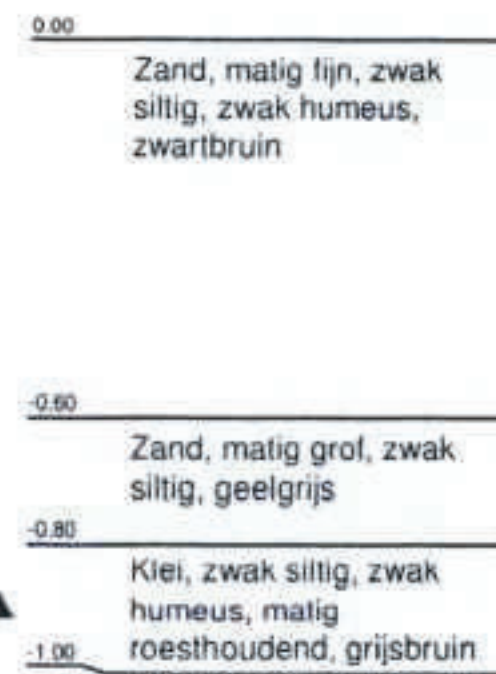 0.00
Zand, matig fijn, zwak
siltig, zwak humeus,
zwartbruin
-0.60
Zand, matig grof, zwak
siltig, geelgrijs
-0.80
Klei, zwak siltig, zwak
humeus, matig
roesthoudend, grijsbruin
-1.00